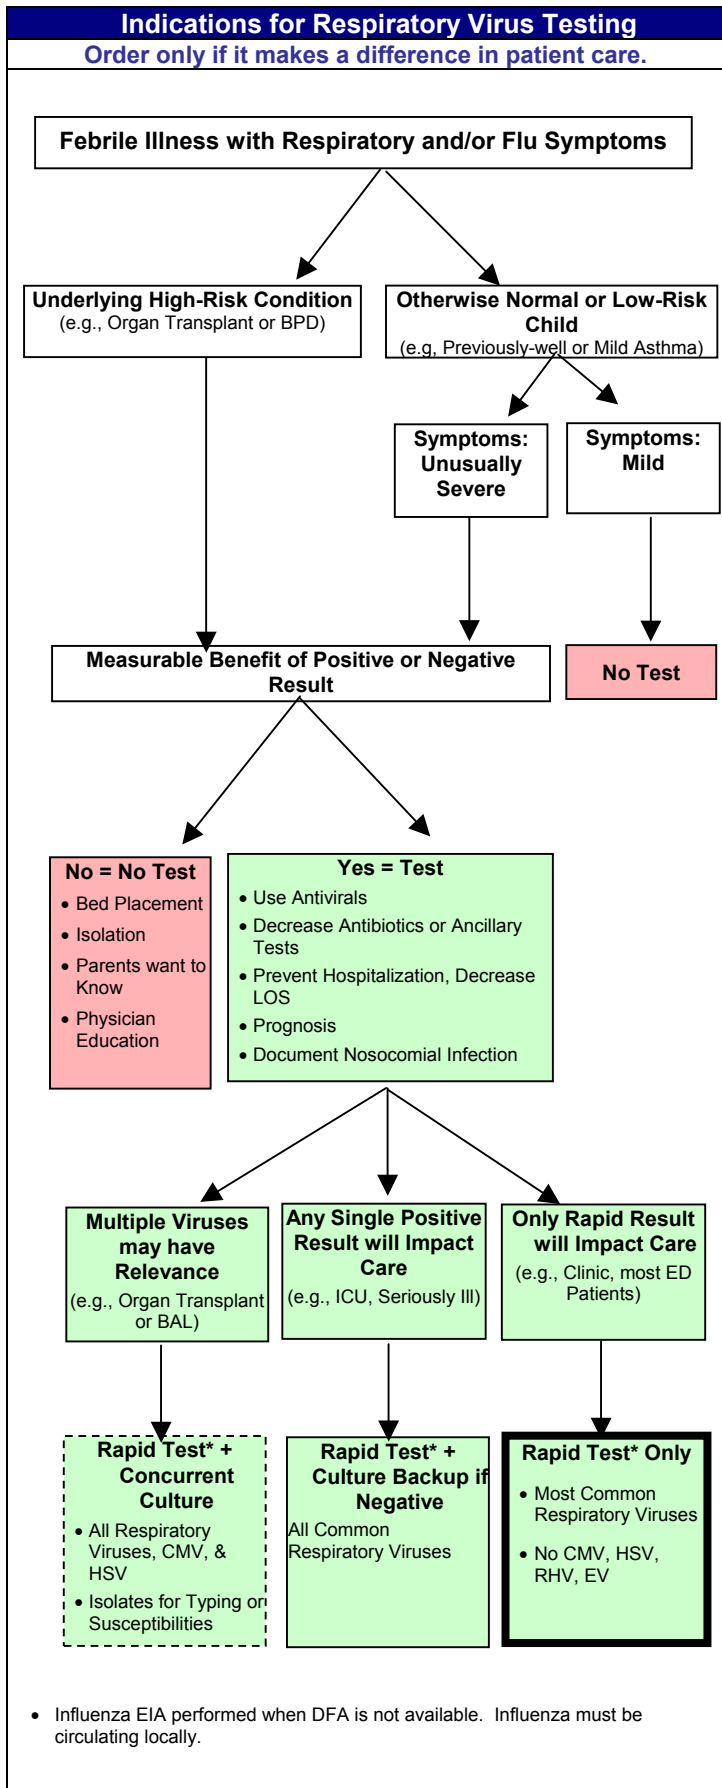 Indications for Respiratory Virus Testing
Order only if it makes a difference in patient care.
Febrile Illness with Respiratory and/or Flu Symptoms
Underlying High-Risk Condition
(e.g., Organ Transplant or BPD)
Otherwise Normal or Low-Risk
Child
(e.g, Previously-well or Mild Asthma)
Symptoms:
Unusually
Severe
Symptoms:
Mild
Measurable Benefit of Positive or Negative
Result
No Test
No = No Test
• Bed Placement
• Isolation
• Parents want to
Know
• Physician
Education
Yes = Test
• Use Antivirals
• Decrease Antibiotics or Ancillary
Tests
• Prevent Hospitalization, Decrease
LOS
• Prognosis
• Document Nosocomial Infection
Multiple Viruses
may have
Relevance
(e.g., Organ Transplant
or BAL)
Any Single Positive
Result will Impact
Care
(e.g., ICU, Seriously Ill)
Only Rapid Result
will Impact Care
(e.g., Clinic, most ED
Patients)
Rapid Test* +
Concurrent
Culture
• All Respiratory
Viruses, CMV, &
HSV
• Isolates for Typing or
Susceptibilities
Rapid Test* +
Culture Backup if
Negative
All Common
Respiratory Viruses
Rapid Test* Only
• Most Common
Respiratory Viruses
• No CMV, HSV,
RHV, EV
• Influenza EIA performed when DFA is not available. Influenza must be
circulating locally.